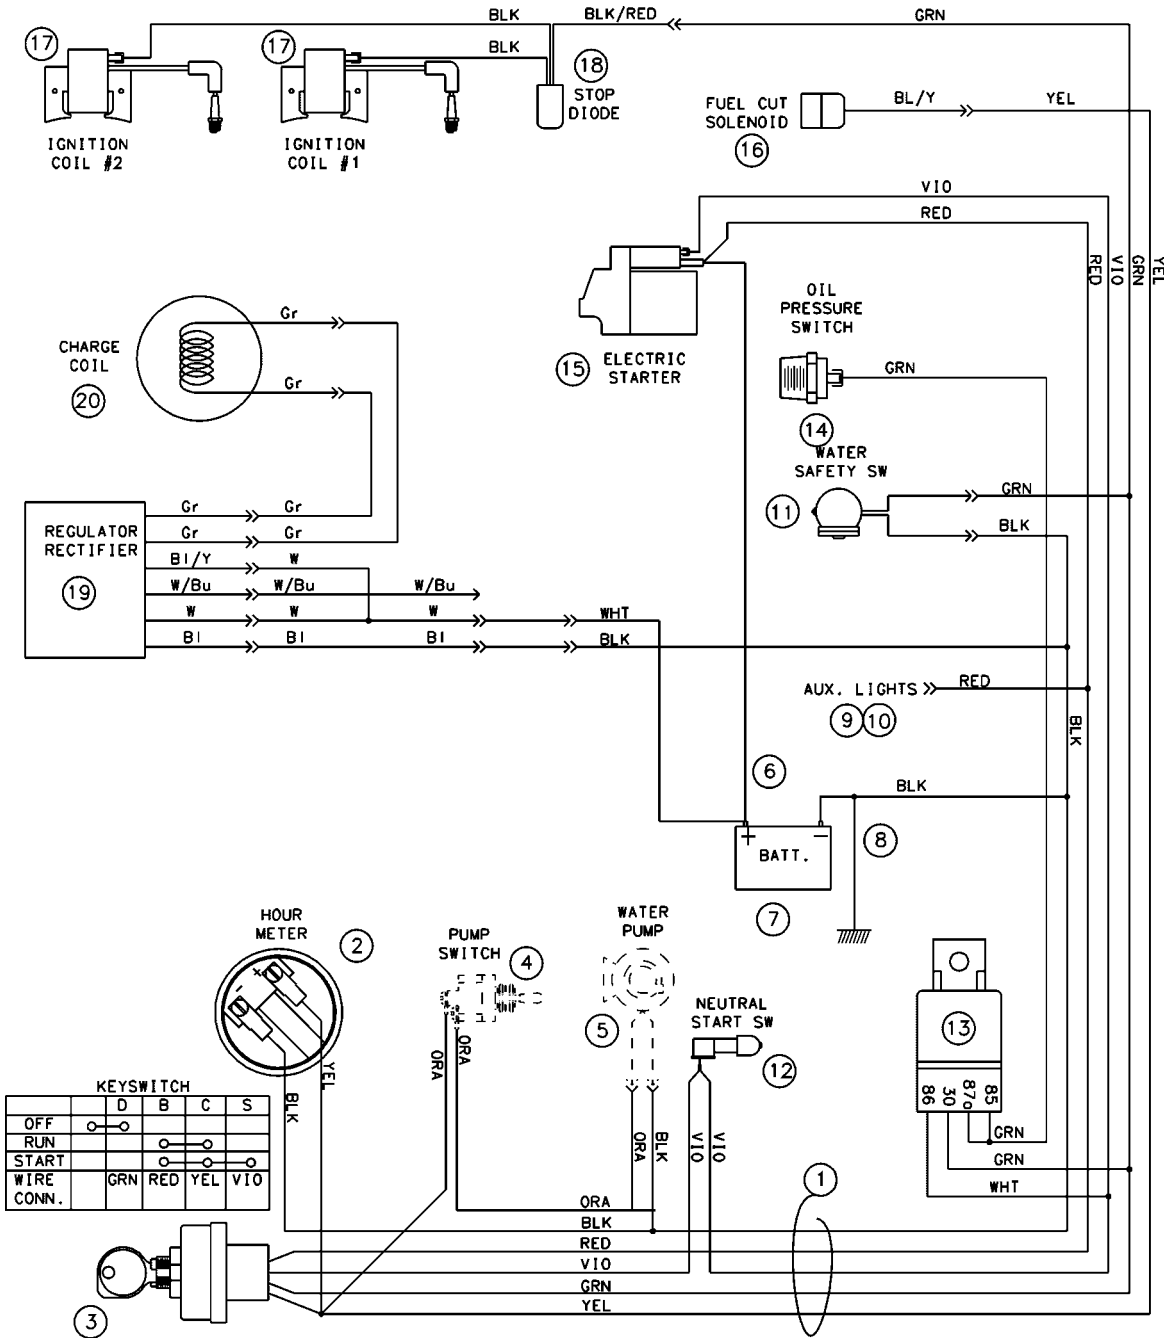 BLK
BLK/RED
GRN
17
17
BLK
18
STOP
DIODE
IGNITION
COIL #2
IGNITION
COIL #1
FUEL CUT
SOLENOID
16
BL/Y
YEL
VIO
RED
RED
VIO
GRN
YEL
15
ELECTRIC
STARTER
OIL
PRESSURE
SWITCH
GRN
14
CHARGE
COIL
20
Gr
Gr
WATER
SAFETY SW
11
GRN
BLK
REGULATOR
RECTIFIER
19
Gr
Gr
Gr
Gr
Bl/Y
W
W/Bu
W/Bu
W/Bu
W
W
W
WHT
Bl
Bl
Bl
BLK
AUX. LIGHTS
RED
9
10
BLK
6
BLK
+
−
BATT.
8
7
HOUR
METER
2
+
-
YEL
BLK
PUMP
SWITCH
4
ORA
ORA
WATER
PUMP
5
ORA
BLK
NEUTRAL
START SW
12
VIO
VIO
13
86
30
87a
85
GRN
GRN
WHT
KEYSWITCH
D B C S
OFF
RUN
START
WIRE
CONN.
GRN RED YEL VIO
1
ORA
BLK
RED
VIO
GRN
YEL
3